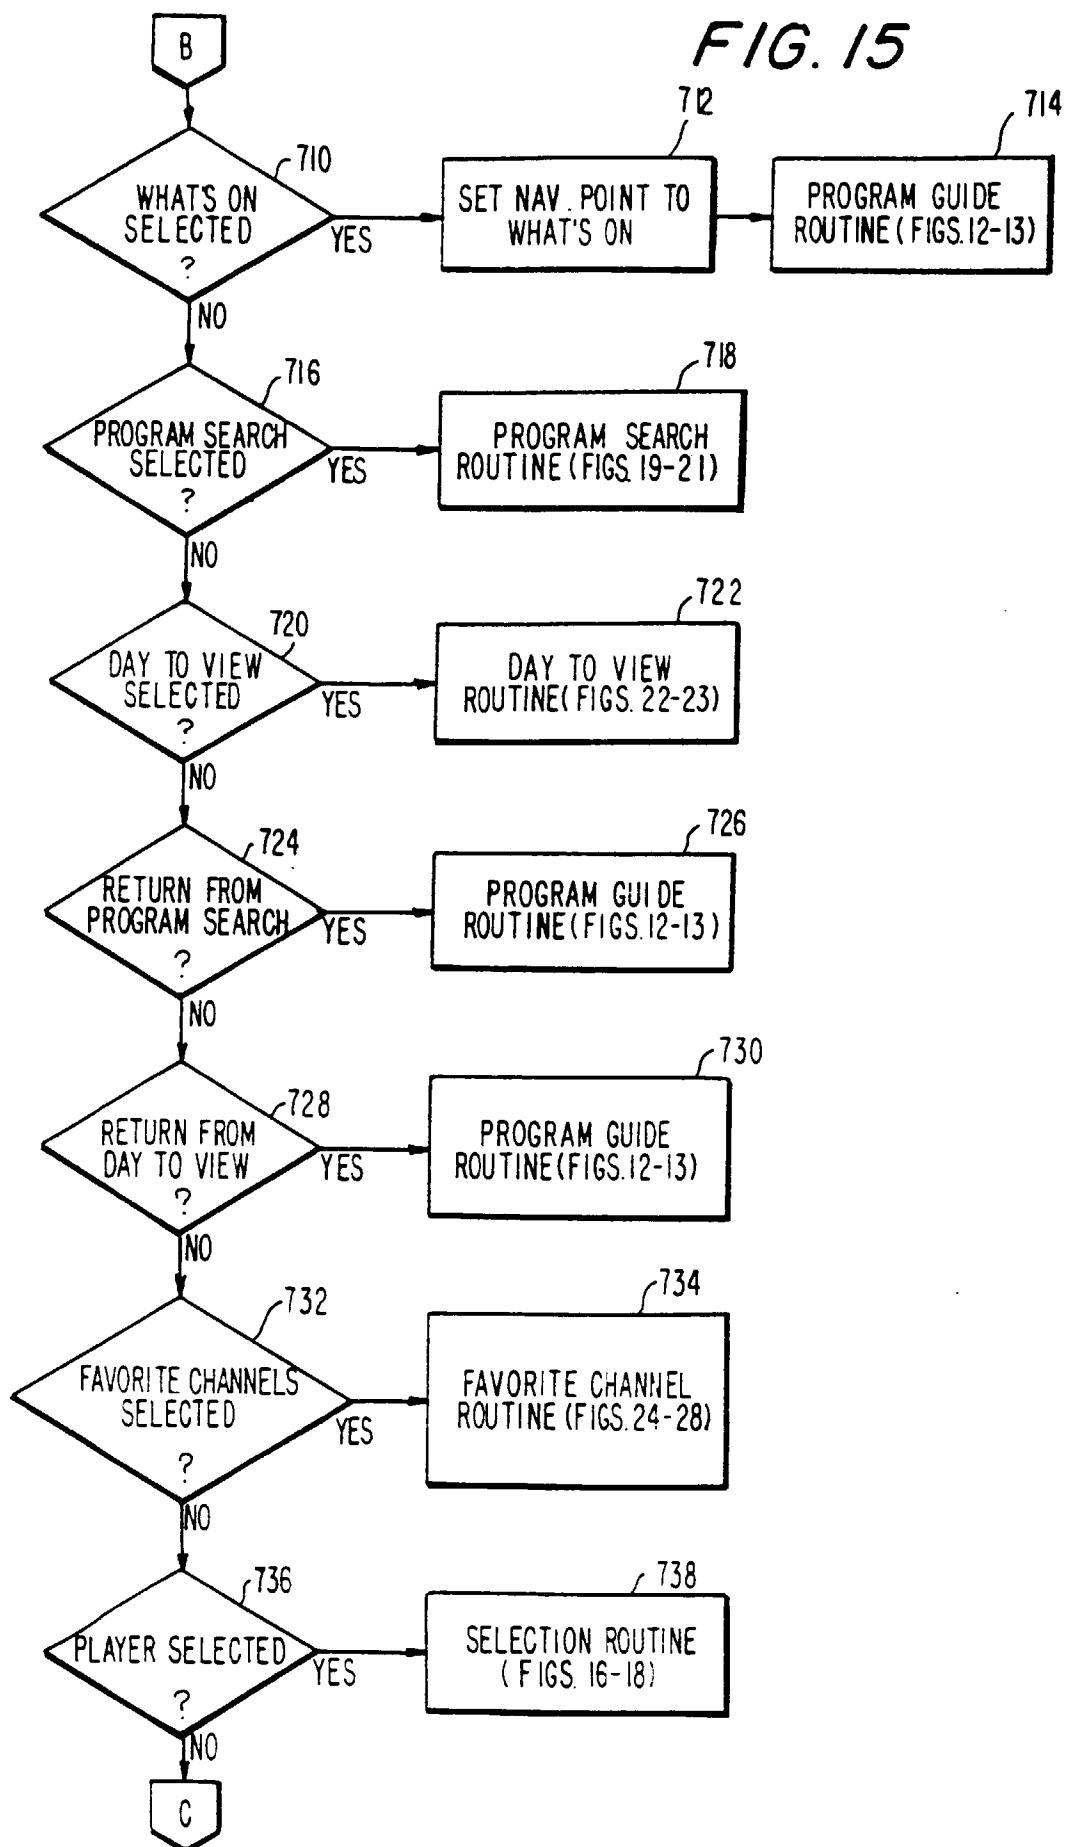 FIG. 15
B
710
WHAT'S ON
SELECTED
?
YES
NO
712
SET NAV. POINT TO
WHAT'S ON
714
PROGRAM GUIDE
ROUTINE (FIGS. 12-13)
716
PROGRAM SEARCH
SELECTED
?
YES
NO
718
PROGRAM SEARCH
ROUTINE (FIGS. 19-21)
720
DAY TO VIEW
SELECTED
?
YES
NO
722
DAY TO VIEW
ROUTINE (FIGS. 22-23)
724
RETURN FROM
PROGRAM SEARCH
?
YES
NO
726
PROGRAM GUIDE
ROUTINE (FIGS. 12-13)
728
RETURN FROM
DAY TO VIEW
?
YES
NO
730
PROGRAM GUIDE
ROUTINE (FIGS. 12-13)
732
FAVORITE CHANNELS
SELECTED
?
YES
NO
734
FAVORITE CHANNEL
ROUTINE (FIGS. 24-28)
736
PLAYER SELECTED
?
YES
NO
738
SELECTION ROUTINE
(FIGS. 16-18)
C